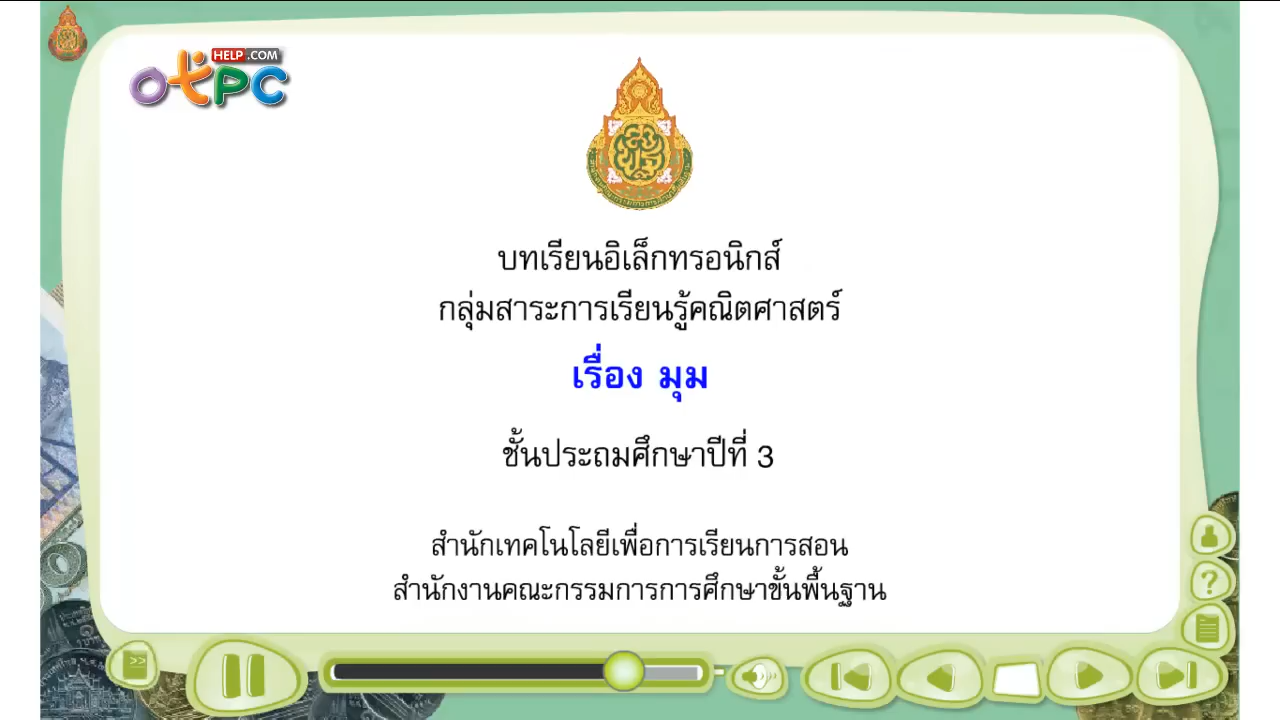 HELP .COM
OTPC
บทเรียนอิเล็กทรอนิกส์
กลุ่มสาระการเรียนรู้คณิตศาสตร์
เรื่อง มุม
ชั้นประถมศึกษาปีที่ 3
สำนักเทคโนโลยีเพื่อการเรียนการสอน
สำนักงานคณะกรรมการการศึกษาขั้นพื้นฐาน